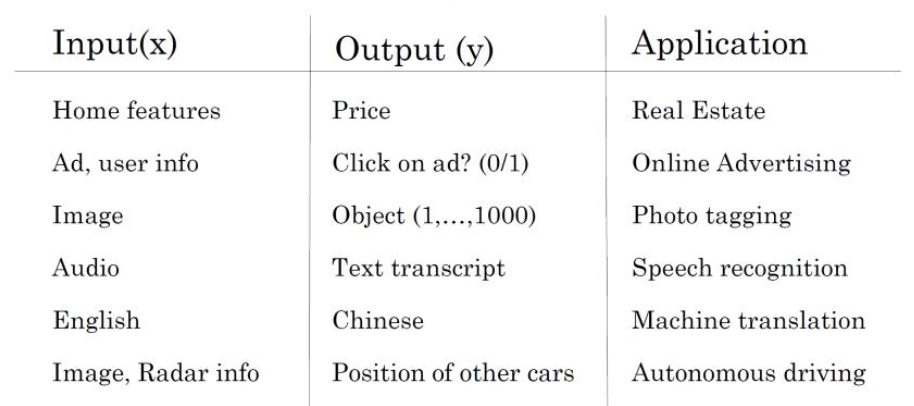 Input(x) Output (y) Application
Home features Price Real Estate
Ad, user info Click on ad? (0/1) Online Advertising
Image Object (1,...,1000) Photo tagging
Audio Text transcript Speech recognition
English Chinese Machine translation
Image, Radar info Position of other cars Autonomous driving